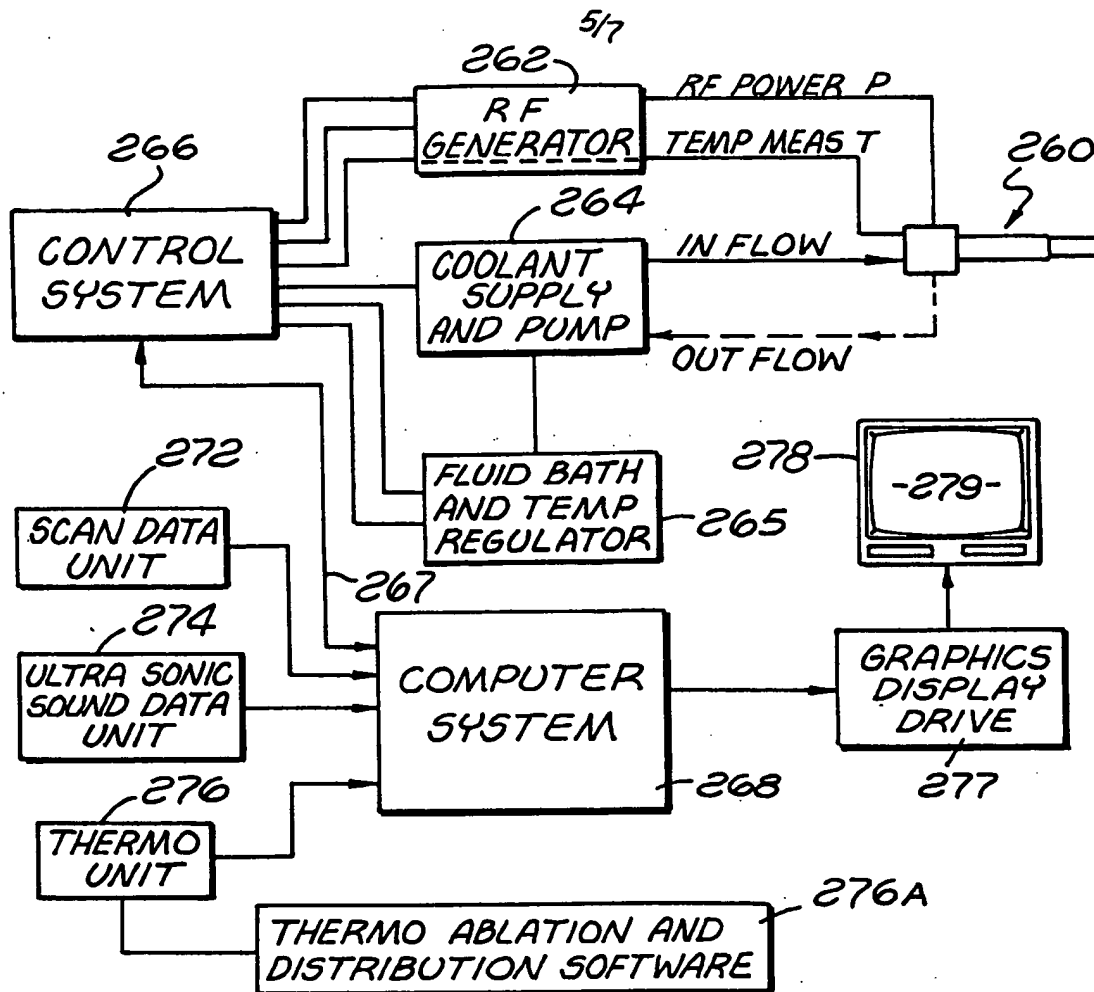 5/7
262
RF
GENERATOR
RF POWER P
TEMP MEAS T
260
266
CONTROL
SYSTEM
264
COOLANT
SUPPLY
AND PUMP
IN FLOW
OUT FLOW
272
SCAN DATA
UNIT
FLUID BATH
AND TEMP
REGULATOR
265
278
-279-
267
274
ULTRA SONIC
SOUND DATA
UNIT
COMPUTER
SYSTEM
268
GRAPHICS
DISPLAY
DRIVE
277
276
THERMO
UNIT
276A
THERMO ABLATION AND
DISTRIBUTION SOFTWARE